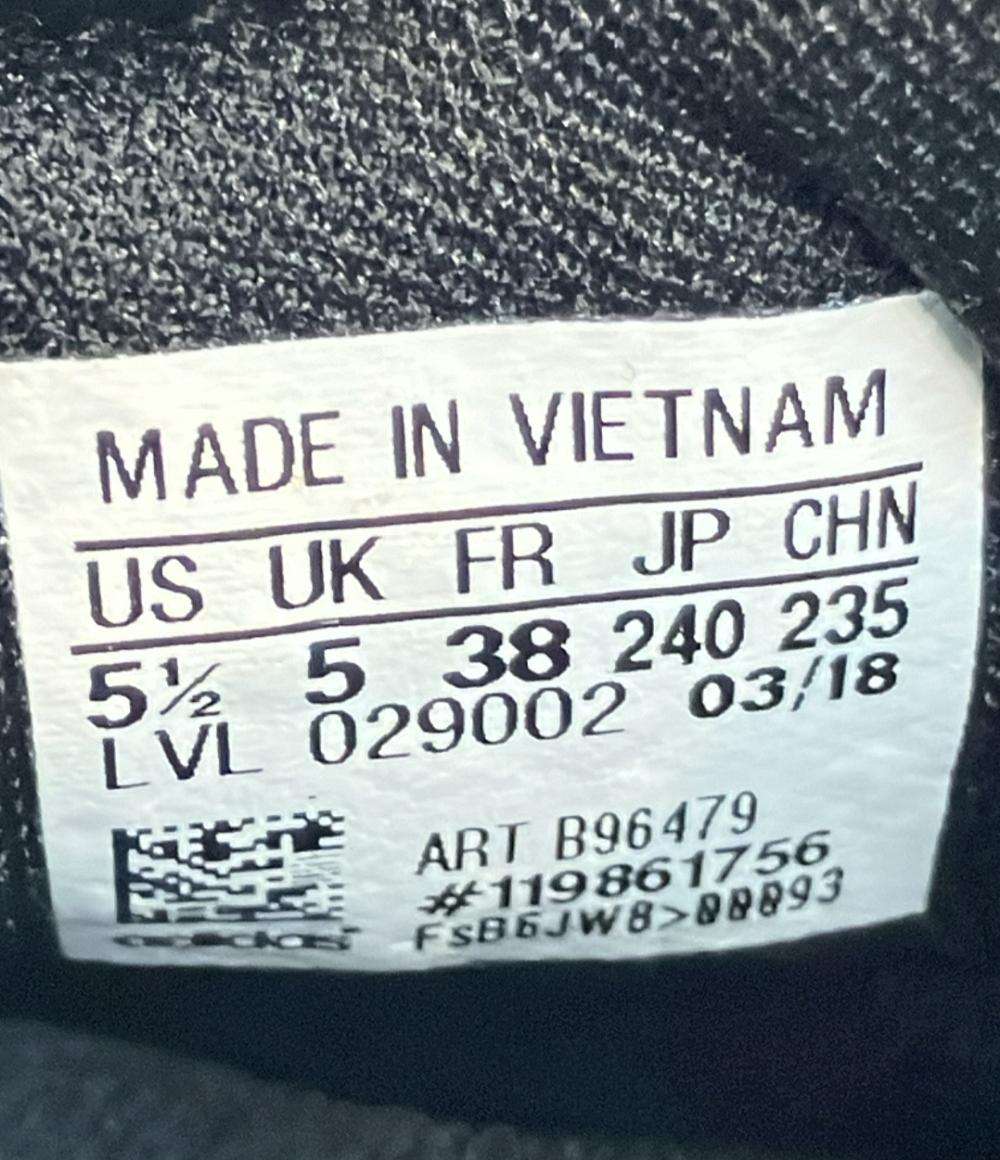 MADE IN VIETNAM
US UK FR JP CHN
5½ 5 38 240 235
LVL 029002 03/18
ART B96479
#119861756
adidas